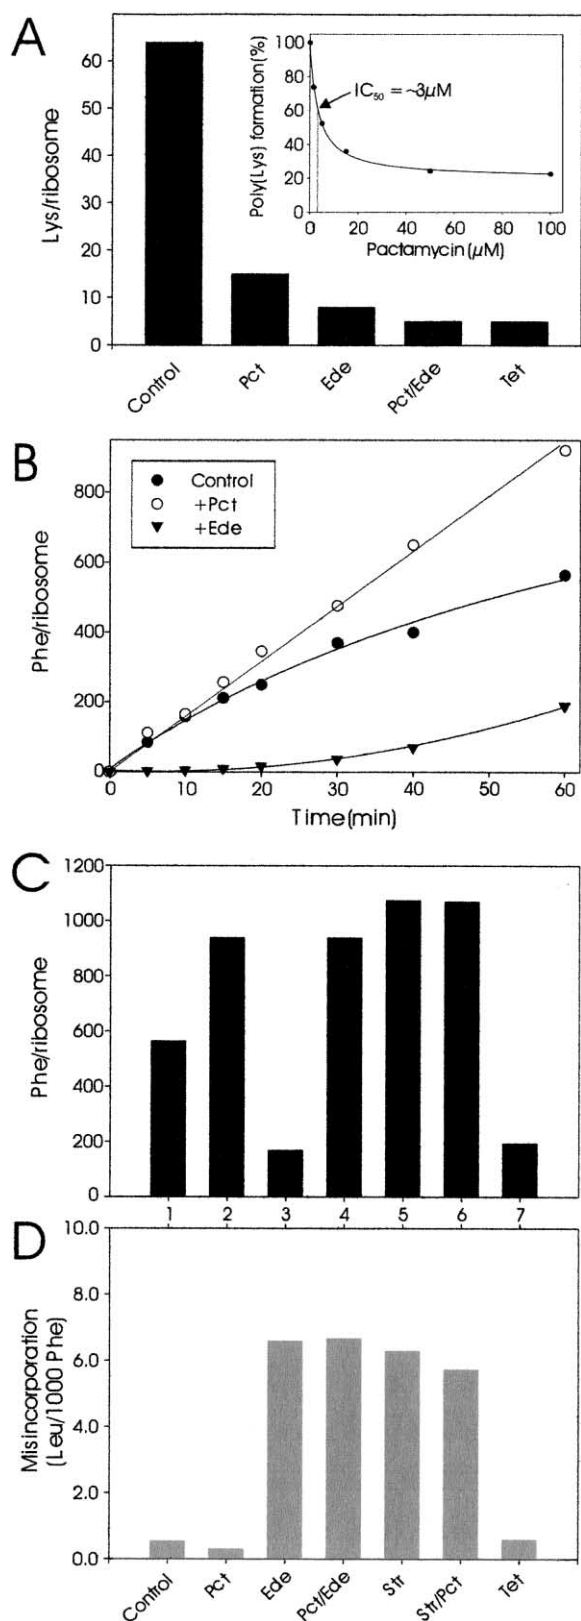 A
Lys/ribosome
60
50
40
30
20
10
0
Control
Pct
Ede
Pct/Ede
Tet
Poly(Lys) formation(%)
100
80
60
40
20
0
IC50 = ~3μM
0 20 40 60 80 100
Pactamycin(μM)
B
Phe/ribosome
800
600
400
200
0
Control
+Pct
+Ede
0 10 20 30 40 50 60
Time(min)
C
Phe/ribosome
1200
1000
800
600
400
200
0
1 2 3 4 5 6 7
D
Misincorporation
(Leu/1000 Phe)
10.0
8.0
6.0
4.0
2.0
0.0
Control
Pct
Ede
Pct/Ede
Str
Str/Pct
Tet